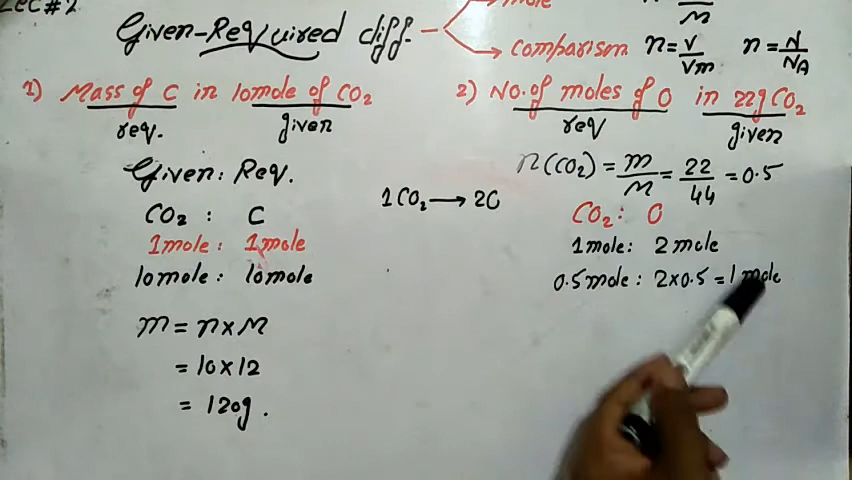 Lec#2
Given-Required diff.
mole
M
comparism n=V/Vm n=N/NA
1) Mass of C in 10mole of CO₂
req. given
Given: Req.
CO₂ : C
1mole: 1mole
10mole: 10mole
m = n×M
= 10×12
= 120g.
1CO₂ → 2O
2) No. of moles of O in 22g CO₂
req given
n(CO₂) = m/M = 22/44 = 0.5
CO₂: O
1mole: 2mole
0.5mole: 2×0.5 = 1mole